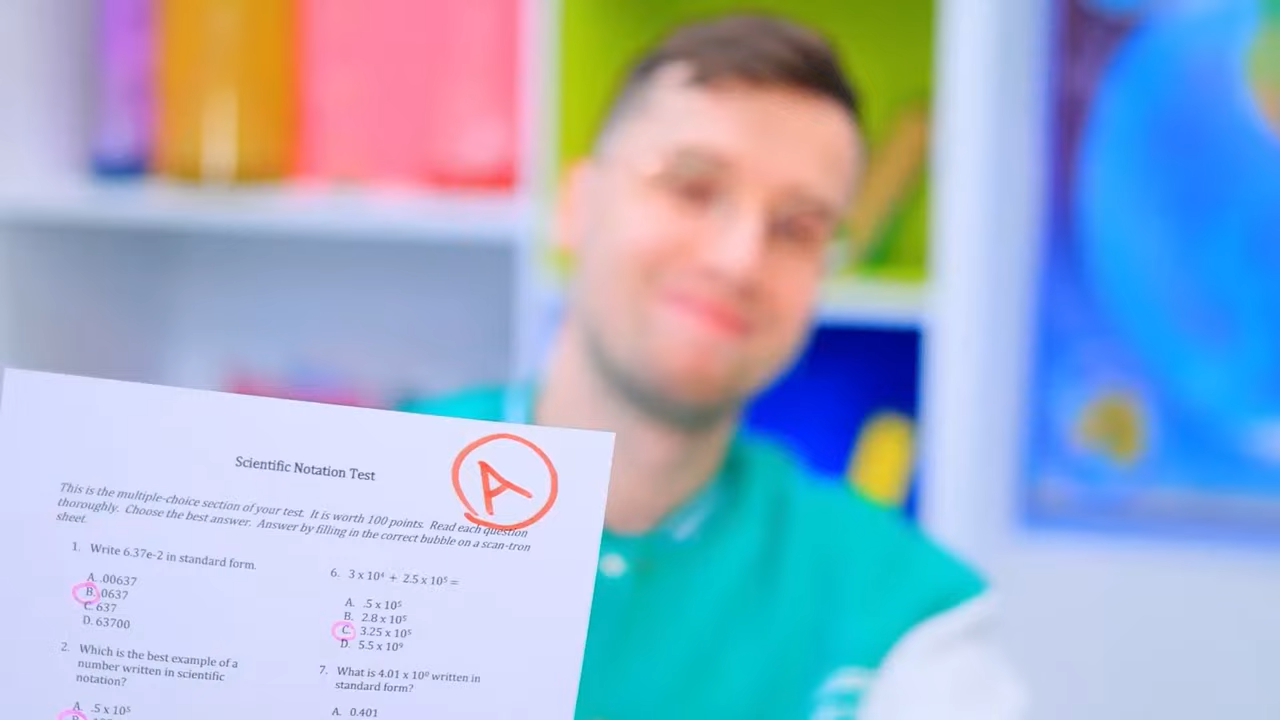 Scientific Notation Test
A
This is the multiple-choice section of your test. It is worth 100 points. Read each question
thoroughly. Choose the best answer. Answer by filling in the correct bubble on a scan-tron
sheet.
1. Write 6.37e-2 in standard form.
A. .00637
B. .0637
C. 637
D. 63700
2. Which is the best example of a
number written in scientific
notation?
A. .5 x 10⁵
6. 3 x 10⁴ + 2.5 x 10⁵ =
A. .5 x 10⁵
B. 2.8 x 10⁵
C. 3.25 x 10⁵
D. 5.5 x 10⁹
7. What is 4.01 x 10⁰ written in
standard form?
A. 0.401